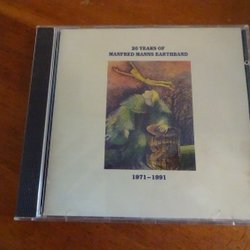 20 YEARS OF
MANFRED MANNS EARTHBAND
1971–1991